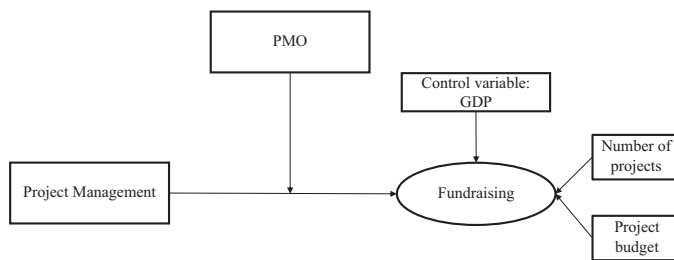 PMO
Control variable:
GDP
Number of
projects
Project Management
Fundraising
Project
budget